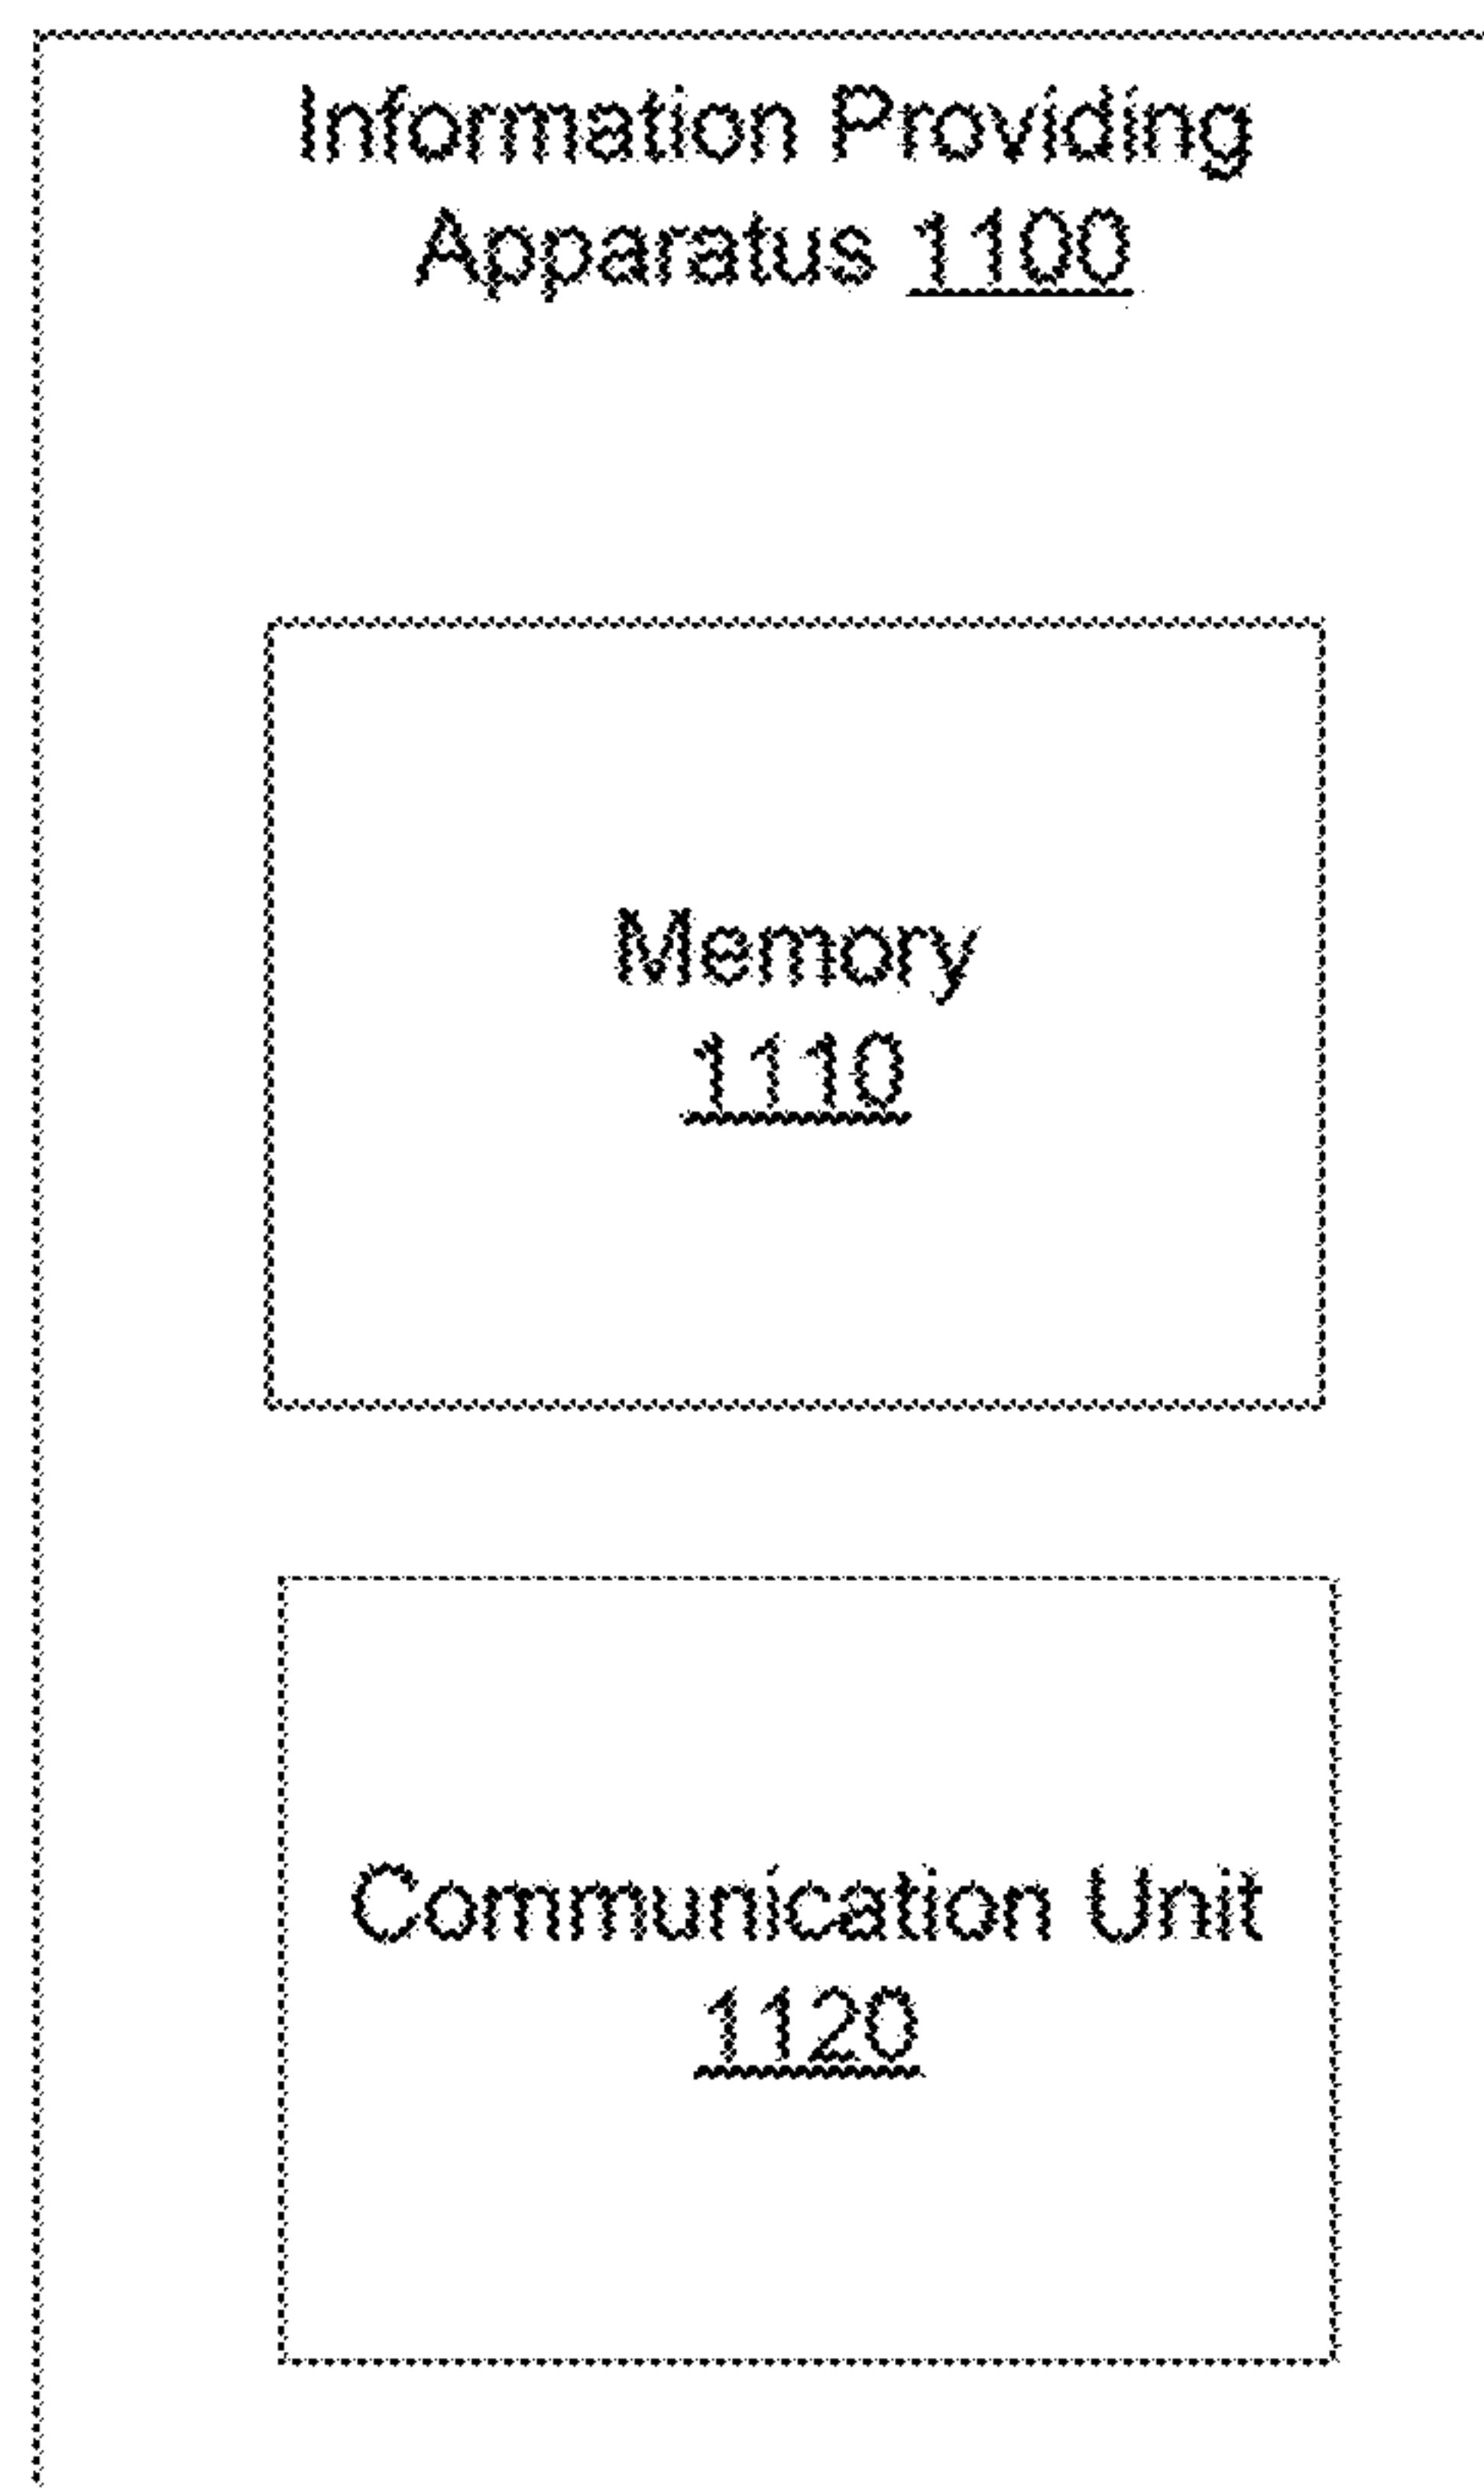 Information Providing
Apparatus 1100
Memory
1110
Communication Unit
1120